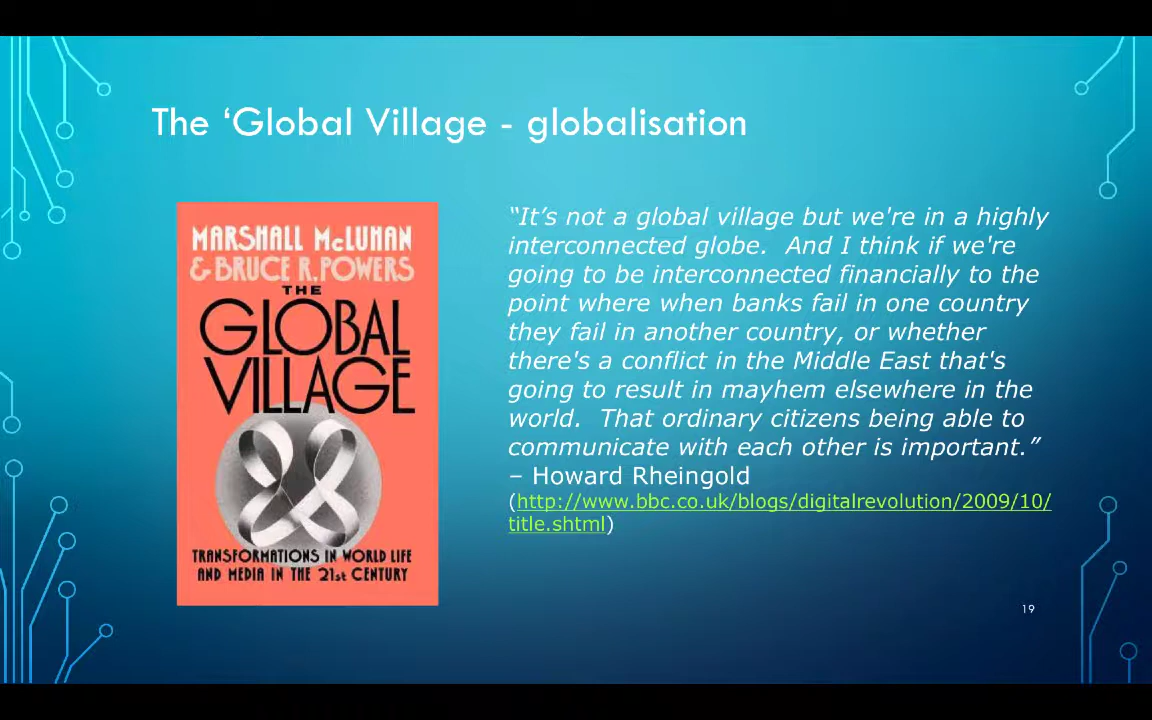 The ‘Global Village - globalisation
MARSHALL McLUHAN
& BRUCE R. POWERS
THE
GLOBAL
VILLAGE
TRANSFORMATIONS IN WORLD LIFE
AND MEDIA IN THE 21st CENTURY
“It’s not a global village but we're in a highly
interconnected globe.  And I think if we're
going to be interconnected financially to the
point where when banks fail in one country
they fail in another country, or whether
there's a conflict in the Middle East that's
going to result in mayhem elsewhere in the
world.  That ordinary citizens being able to
communicate with each other is important.”
– Howard Rheingold
(http://www.bbc.co.uk/blogs/digitalrevolution/2009/10/
title.shtml)
19